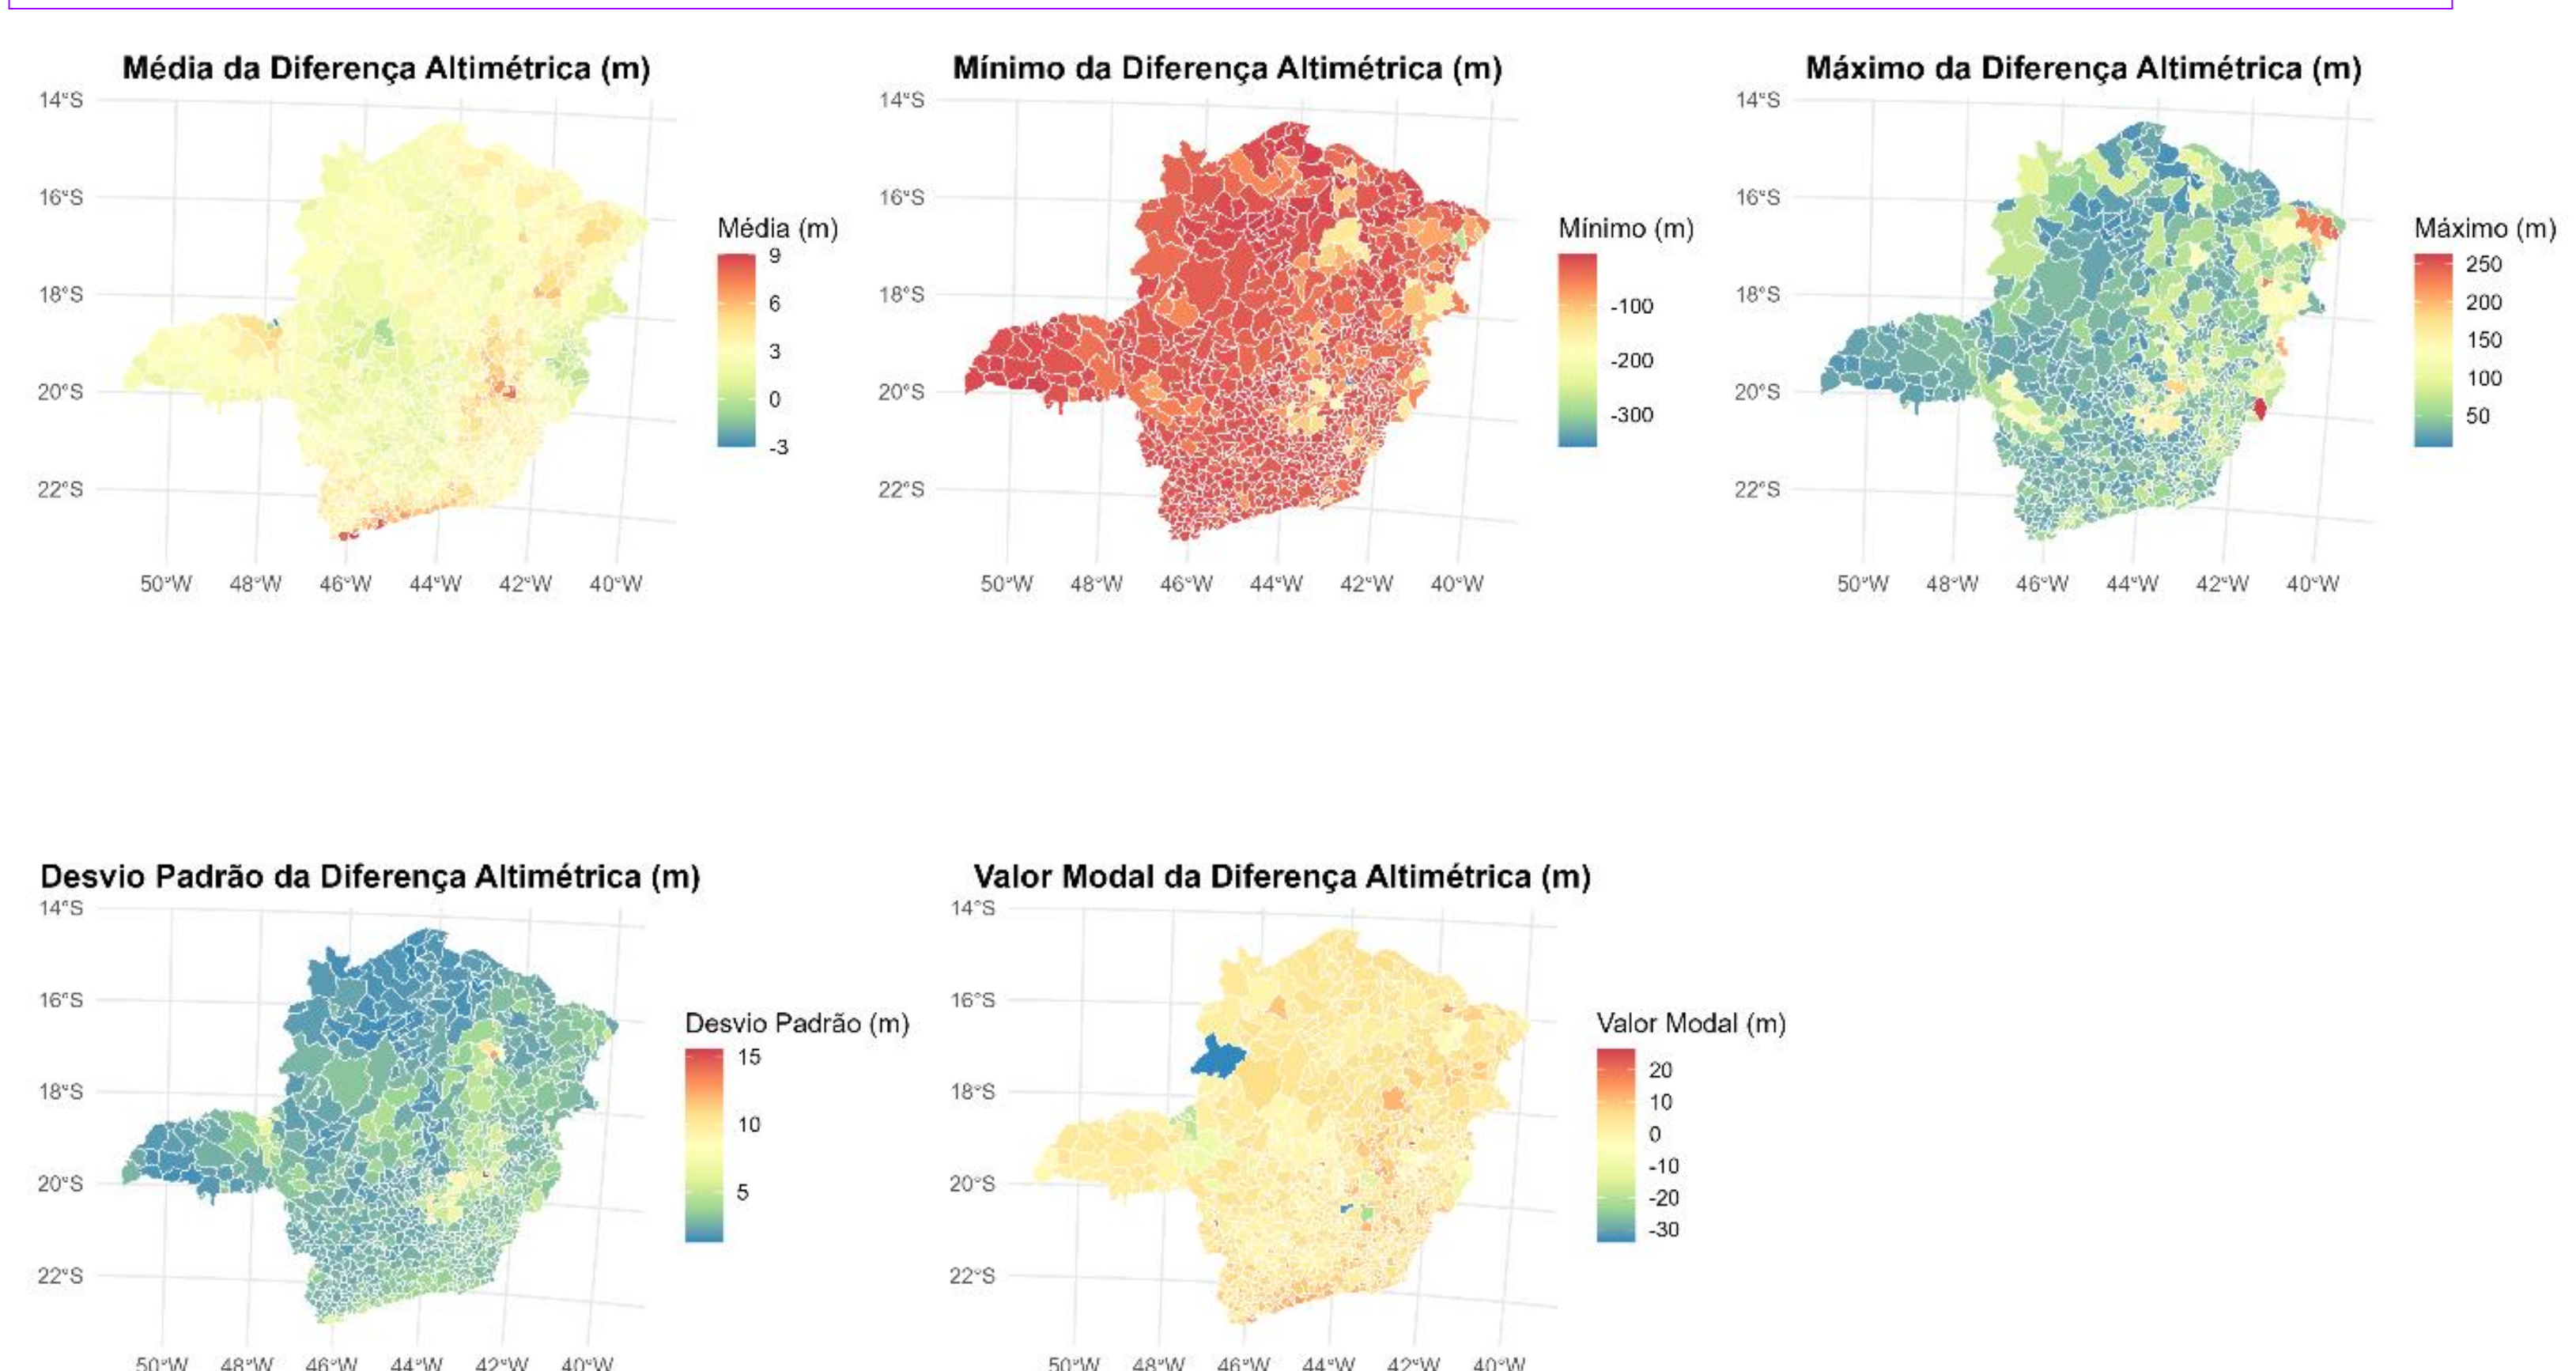 Média da Diferença Altimétrica (m)
14°S
16°S
18°S
20°S
22°S
50°W 48°W 46°W 44°W 42°W 40°W
Média (m)
9
6
3
0
-3
Mínimo da Diferença Altimétrica (m)
14°S
16°S
18°S
20°S
22°S
50°W 48°W 46°W 44°W 42°W 40°W
Mínimo (m)
-100
-200
-300
Máximo da Diferença Altimétrica (m)
14°S
16°S
18°S
20°S
22°S
50°W 48°W 46°W 44°W 42°W 40°W
Máximo (m)
250
200
150
100
50
Desvio Padrão da Diferença Altimétrica (m)
14°S
16°S
18°S
20°S
22°S
50°W 48°W 46°W 44°W 42°W 40°W
Desvio Padrão (m)
15
10
5
Valor Modal da Diferença Altimétrica (m)
14°S
16°S
18°S
20°S
22°S
50°W 48°W 46°W 44°W 42°W 40°W
Valor Modal (m)
20
10
0
-10
-20
-30